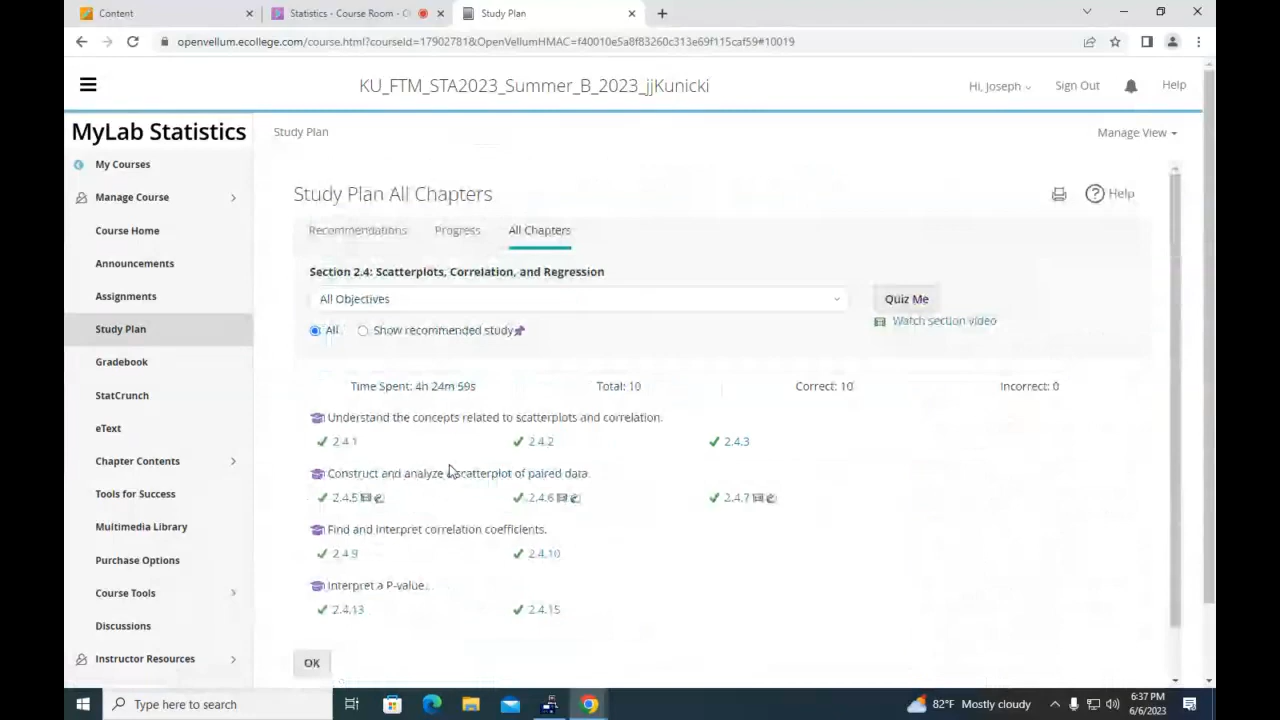 Content
Statistics - Course Room
Study Plan
openvellum.ecollege.com/course.html?courseId=17902781&OpenVellumHMAC=f40010e5a8f83260c313e69f115caf59#10019
KU_FTM_STA2023_Summer_B_2023_jjKunicki
Hi, Joseph
Sign Out
Help
MyLab Statistics
Study Plan
Manage View
My Courses
Manage Course
Course Home
Announcements
Assignments
Study Plan
Gradebook
StatCrunch
eText
Chapter Contents
Tools for Success
Multimedia Library
Purchase Options
Course Tools
Discussions
Instructor Resources
Study Plan All Chapters
Help
Recommendations Progress All Chapters
Section 2.4: Scatterplots, Correlation, and Regression
All Objectives
Quiz Me
Watch section video
All Show recommended study
Time Spent: 4h 24m 59s Total: 10 Correct: 10 Incorrect: 0
Understand the concepts related to scatterplots and correlation.
2.4.1 2.4.2 2.4.3
Construct and analyze a scatterplot of paired data.
2.4.5 2.4.6 2.4.7
Find and interpret correlation coefficients.
2.4.9 2.4.10
Interpret a P-value.
2.4.13 2.4.15
OK
Type here to search
82°F Mostly cloudy
6:37 PM
6/6/2023